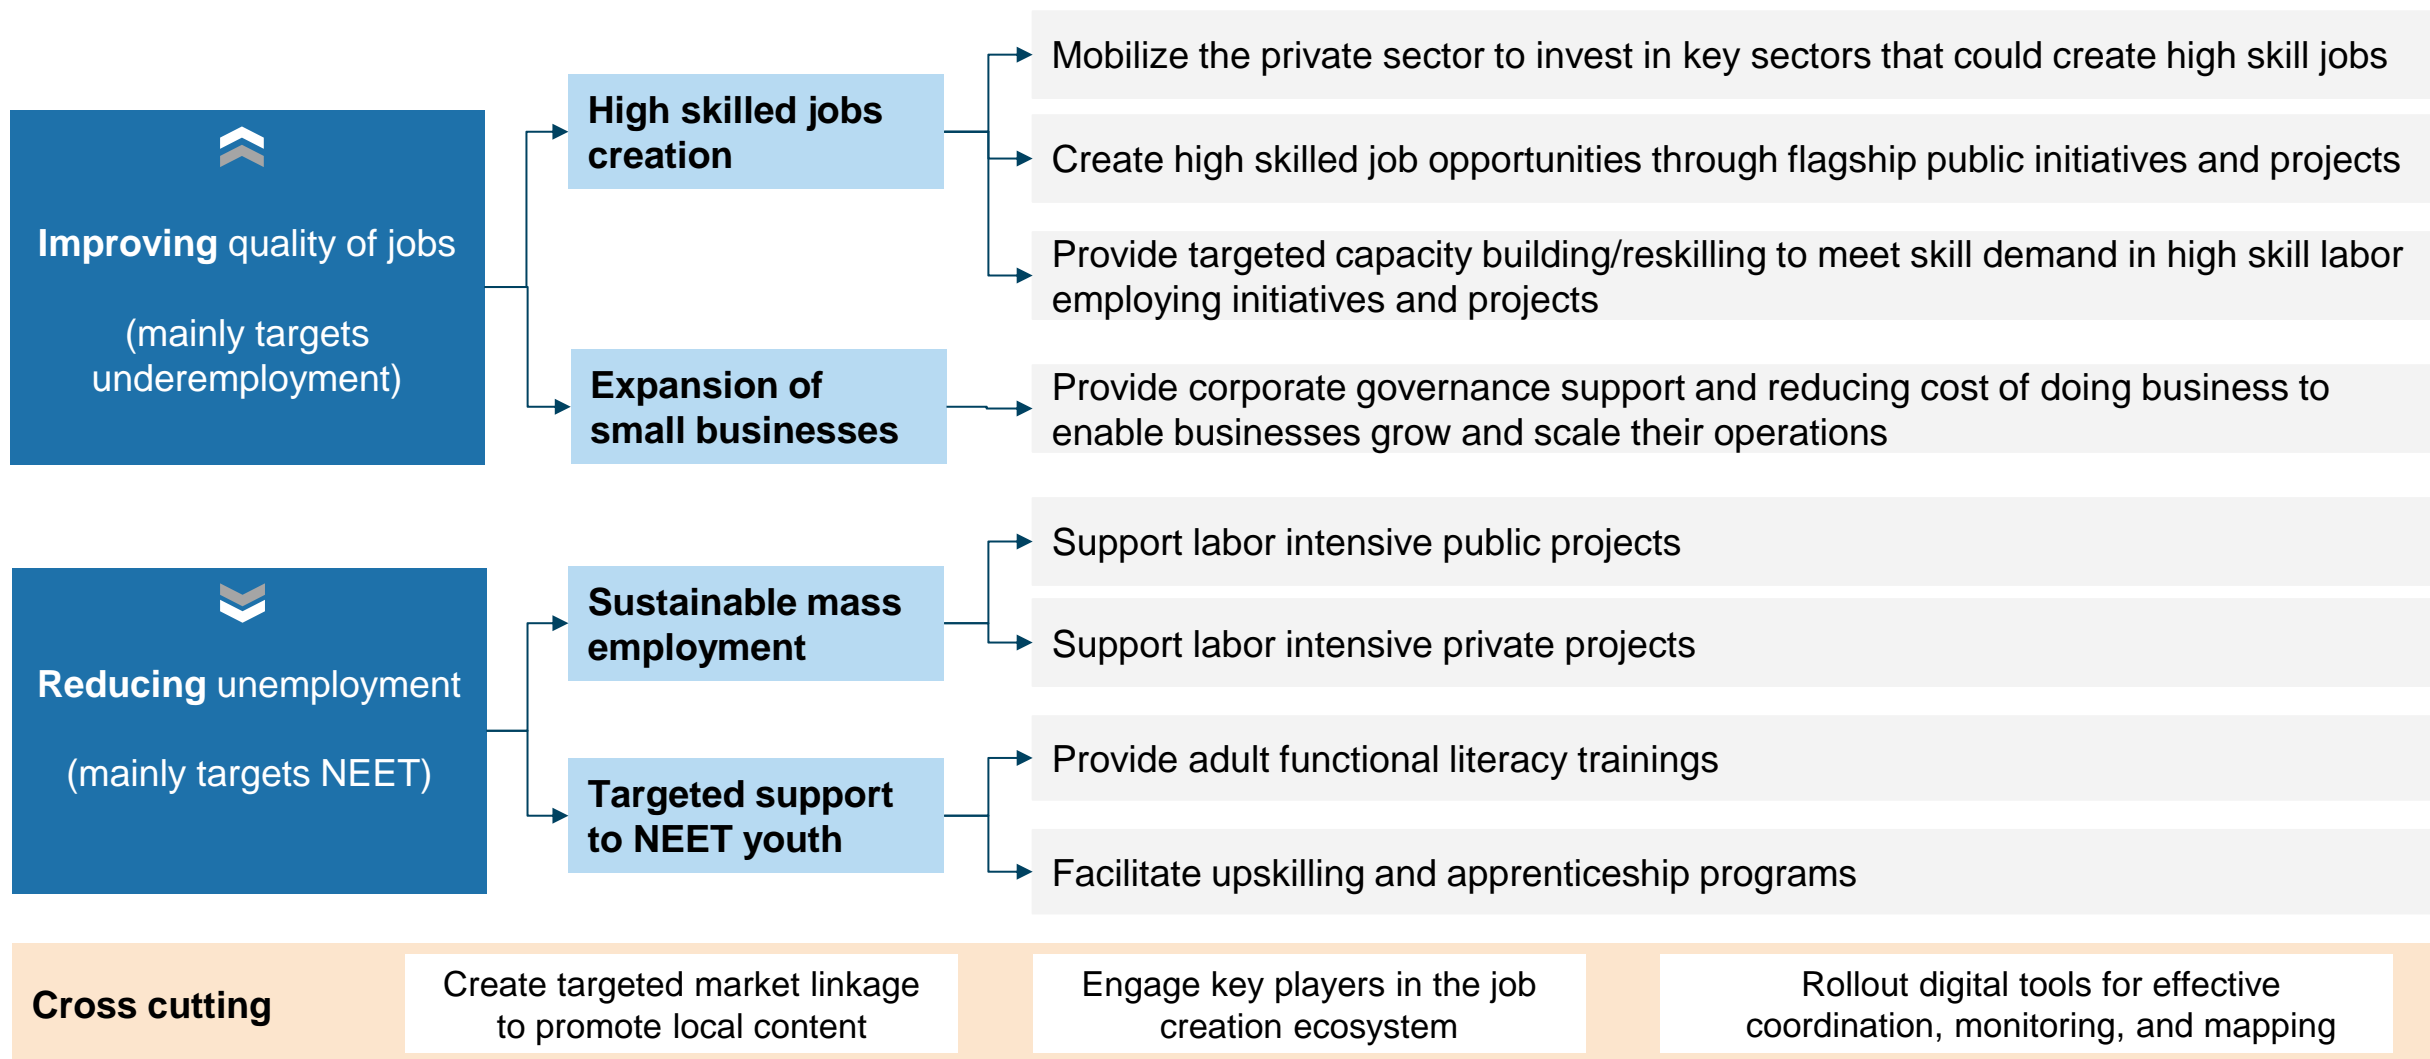 Improving quality of jobs
(mainly targets
underemployment)
High skilled jobs
creation
Mobilize the private sector to invest in key sectors that could create high skill jobs
Create high skilled job opportunities through flagship public initiatives and projects
Provide targeted capacity building/reskilling to meet skill demand in high skill labor
employing initiatives and projects
Expansion of
small businesses
Provide corporate governance support and reducing cost of doing business to
enable businesses grow and scale their operations
Reducing unemployment
(mainly targets NEET)
Sustainable mass
employment
Support labor intensive public projects
Support labor intensive private projects
Targeted support
to NEET youth
Provide adult functional literacy trainings
Facilitate upskilling and apprenticeship programs
Cross cutting
Create targeted market linkage
to promote local content
Engage key players in the job
creation ecosystem
Rollout digital tools for effective
coordination, monitoring, and mapping